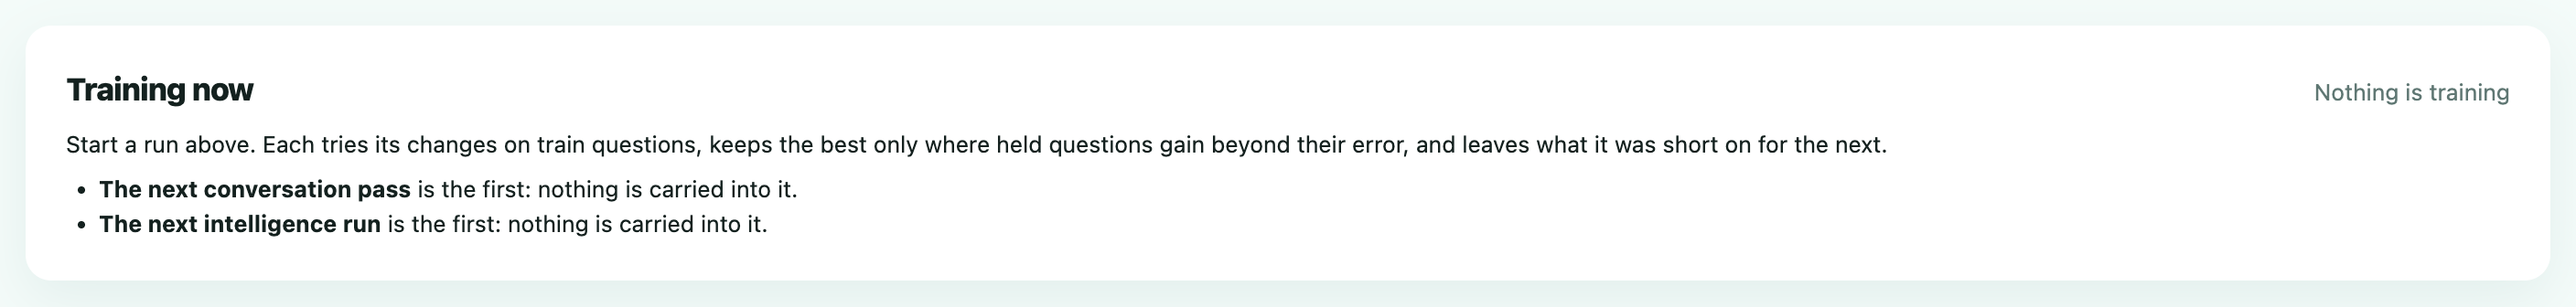 Training now
Nothing is training
Start a run above. Each tries its changes on train questions, keeps the best only where held questions gain beyond their error, and leaves what it was short on for the next.
• The next conversation pass is the first: nothing is carried into it.
• The next intelligence run is the first: nothing is carried into it.